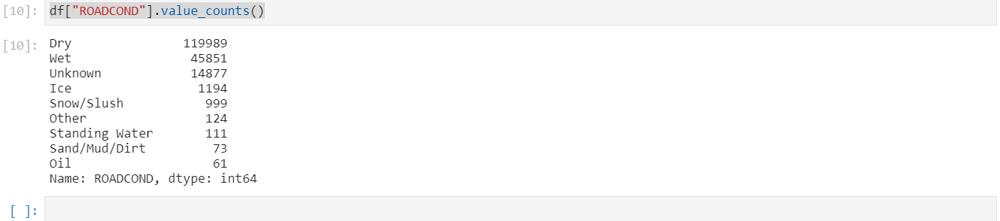 [10]: df["ROADCOND"].value_counts()
[10]: Dry 119989
Wet 45851
Unknown 14877
Ice 1194
Snow/Slush 999
Other 124
Standing Water 111
Sand/Mud/Dirt 73
Oil 61
Name: ROADCOND, dtype: int64
[ ]: